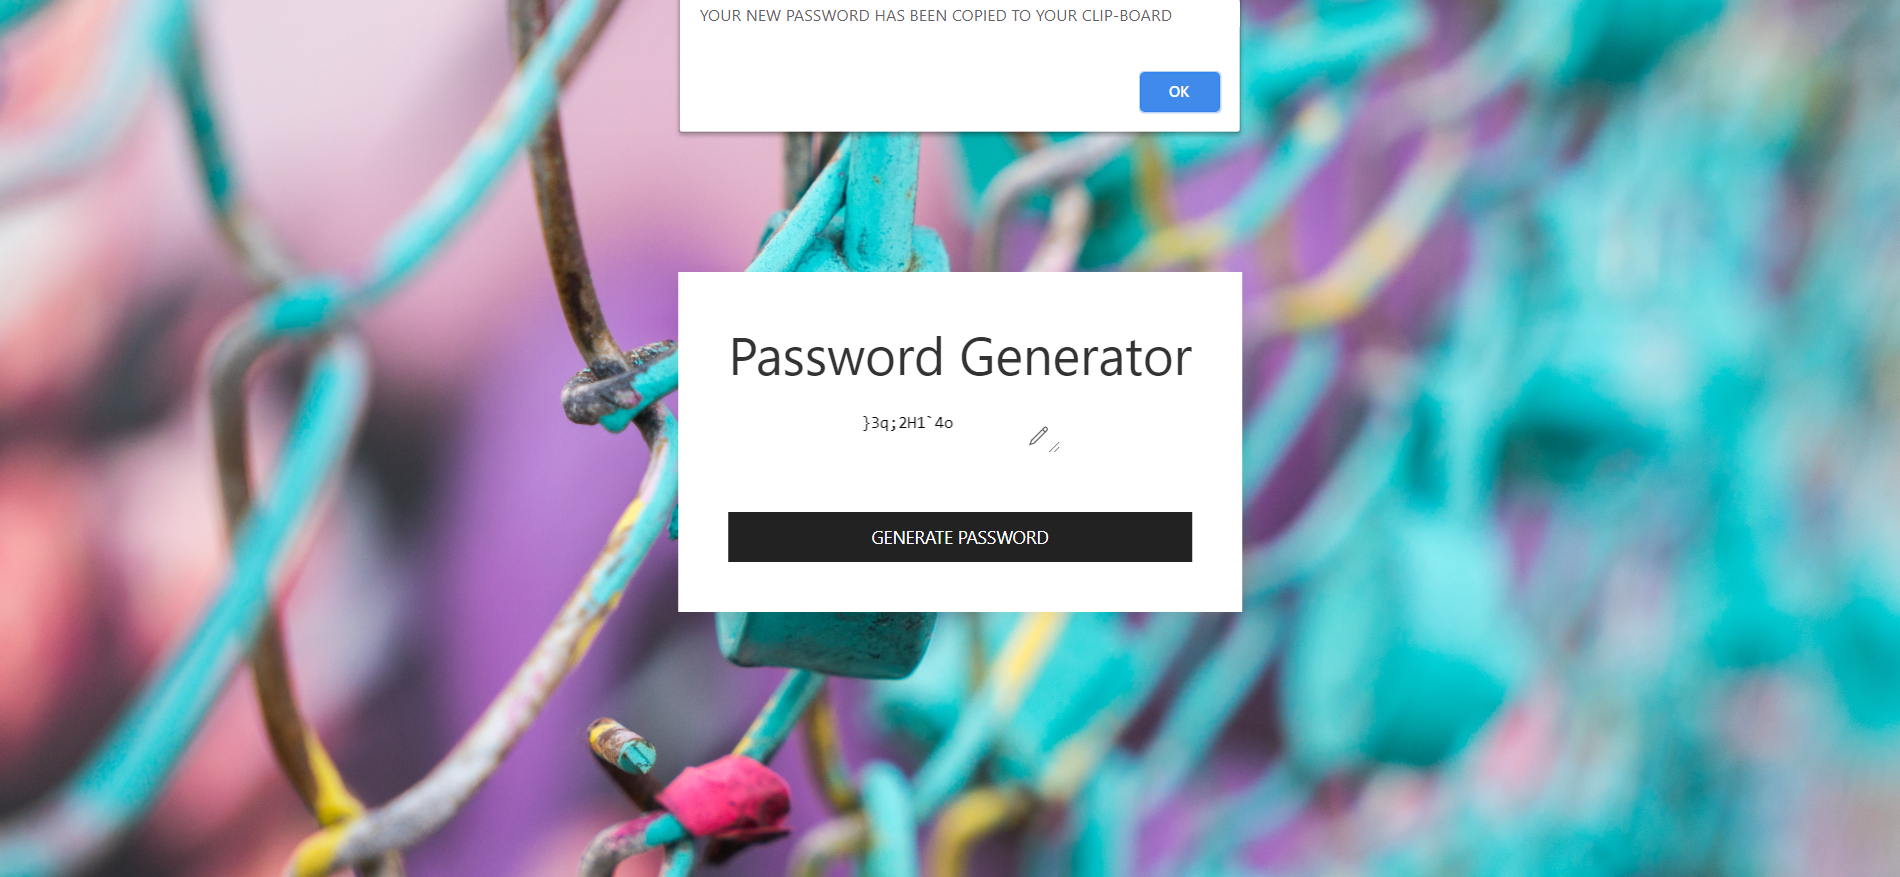 YOUR NEW PASSWORD HAS BEEN COPIED TO YOUR CLIP-BOARD
OK
Password Generator
}3q;2H1`4o
GENERATE PASSWORD